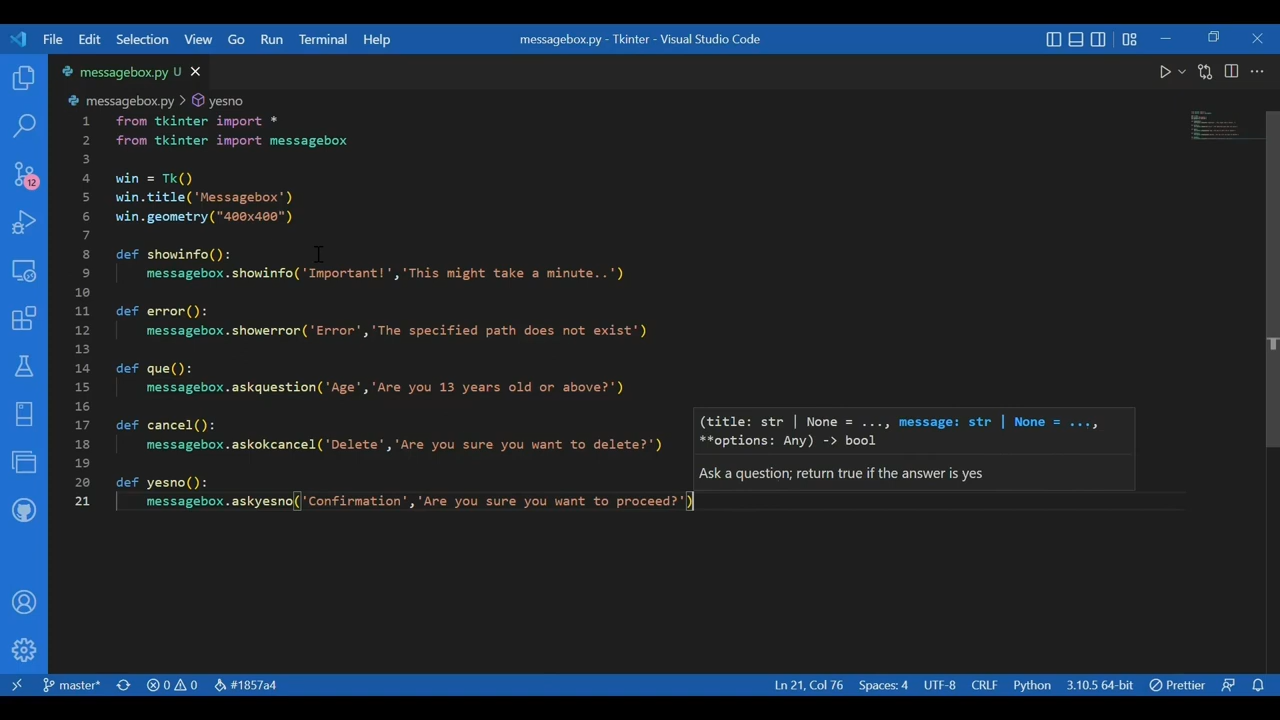 File Edit Selection View Go Run Terminal Help messagebox.py - Tkinter - Visual Studio Code
messagebox.py U
messagebox.py > yesno
1 from tkinter import *
2 from tkinter import messagebox
3
4 win = Tk()
5 win.title('Messagebox')
6 win.geometry("400x400")
7
8 def showinfo():
9     messagebox.showinfo('Important!','This might take a minute..')
10
11 def error():
12     messagebox.showerror('Error','The specified path does not exist')
13
14 def que():
15     messagebox.askquestion('Age','Are you 13 years old or above?')
16
17 def cancel():
18     messagebox.askokcancel('Delete','Are you sure you want to delete?')
19
20 def yesno():
21     messagebox.askyesno('Confirmation','Are you sure you want to proceed?')
(title: str | None = ..., message: str | None = ...,
**options: Any) -> bool
Ask a question; return true if the answer is yes
12
master* 0 0 #1857a4 Ln 21, Col 76 Spaces: 4 UTF-8 CRLF Python 3.10.5 64-bit Prettier